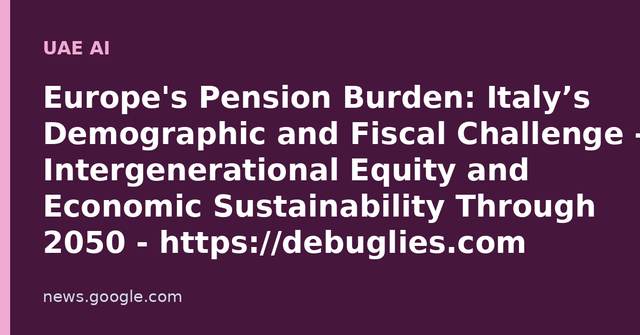 UAE AI
Europe's Pension Burden: Italy’s
Demographic and Fiscal Challenge -
Intergenerational Equity and
Economic Sustainability Through
2050 - https://debuglies.com
news.google.com